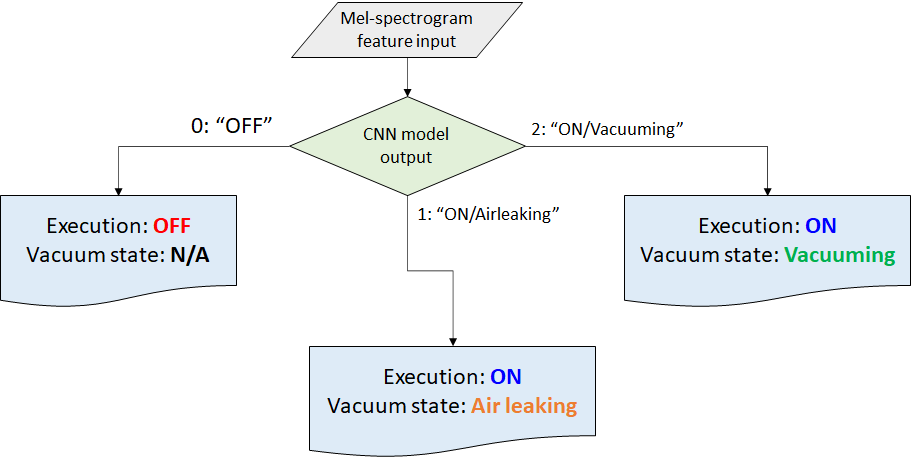 Mel-spectrogram
feature input
CNN model
output
0: “OFF”
2: “ON/Vacuuming”
1: “ON/Airleaking”
Execution: OFF
Vacuum state: N/A
Execution: ON
Vacuum state: Vacuuming
Execution: ON
Vacuum state: Air leaking